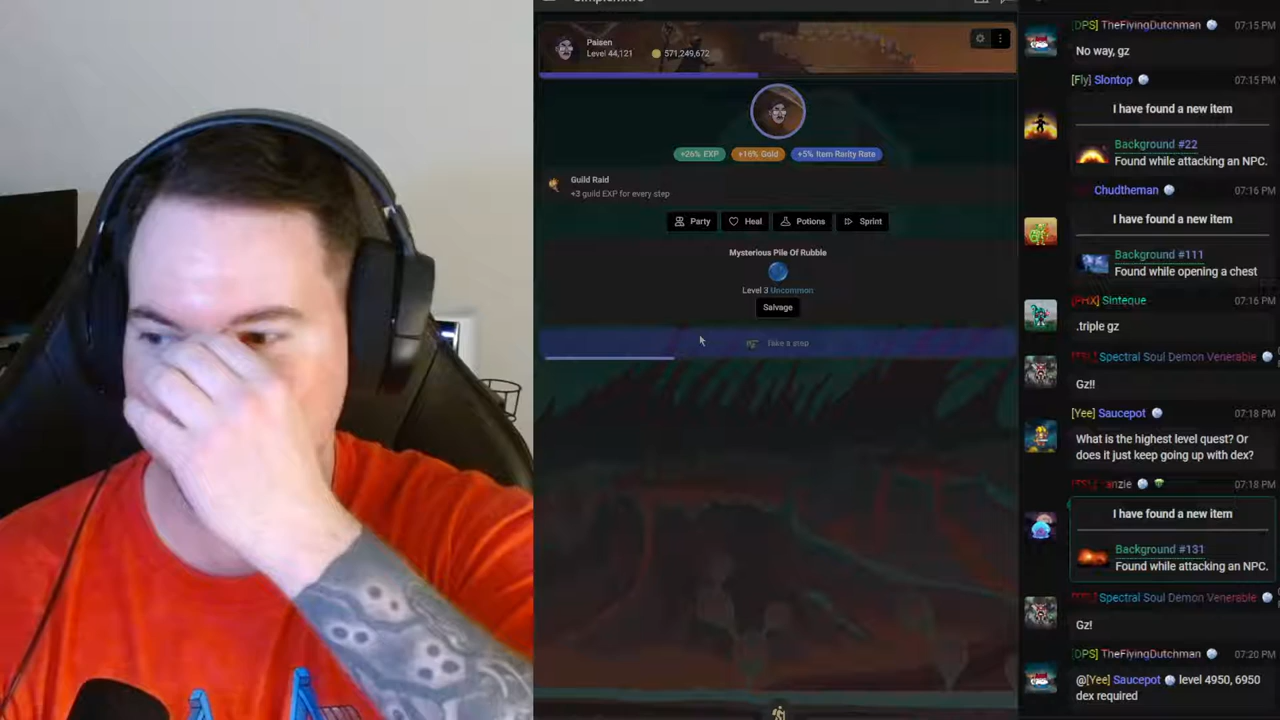 Paisen
Level 44,121
571,249,672
+26% EXP
+16% Gold
+5% Item Rarity Rate
Guild Raid
+3 guild EXP for every step
Party
Heal
Potions
Sprint
Mysterious Pile Of Rubble
Level 3 Uncommon
Salvage
Take a step
[DPS] TheFlyingDutchman
07:15 PM
No way, gz
[Fly] Slontop
07:15 PM
I have found a new item
Background #22
Found while attacking an NPC.
Chudtheman
07:16 PM
I have found a new item
Background #111
Found while opening a chest
[PHX] Sinteque
07:16 PM
.triple gz
Spectral Soul Demon Venerable
Gz!!
[Yee] Saucepot
07:18 PM
What is the highest level quest? Or
does it just keep going up with dex?
07:18 PM
I have found a new item
Background #131
Found while attacking an NPC.
Spectral Soul Demon Venerable
Gz!
[DPS] TheFlyingDutchman
07:20 PM
@[Yee] Saucepot level 4950, 6950
dex required